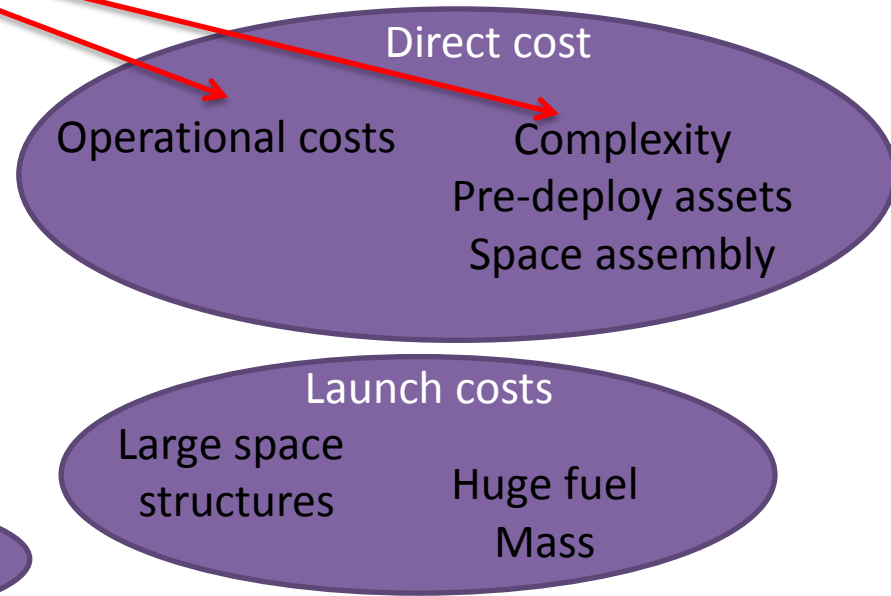 Direct cost
Operational costs
Complexity
Pre-deploy assets
Space assembly
Launch costs
Large space
structures
Huge fuel
Mass